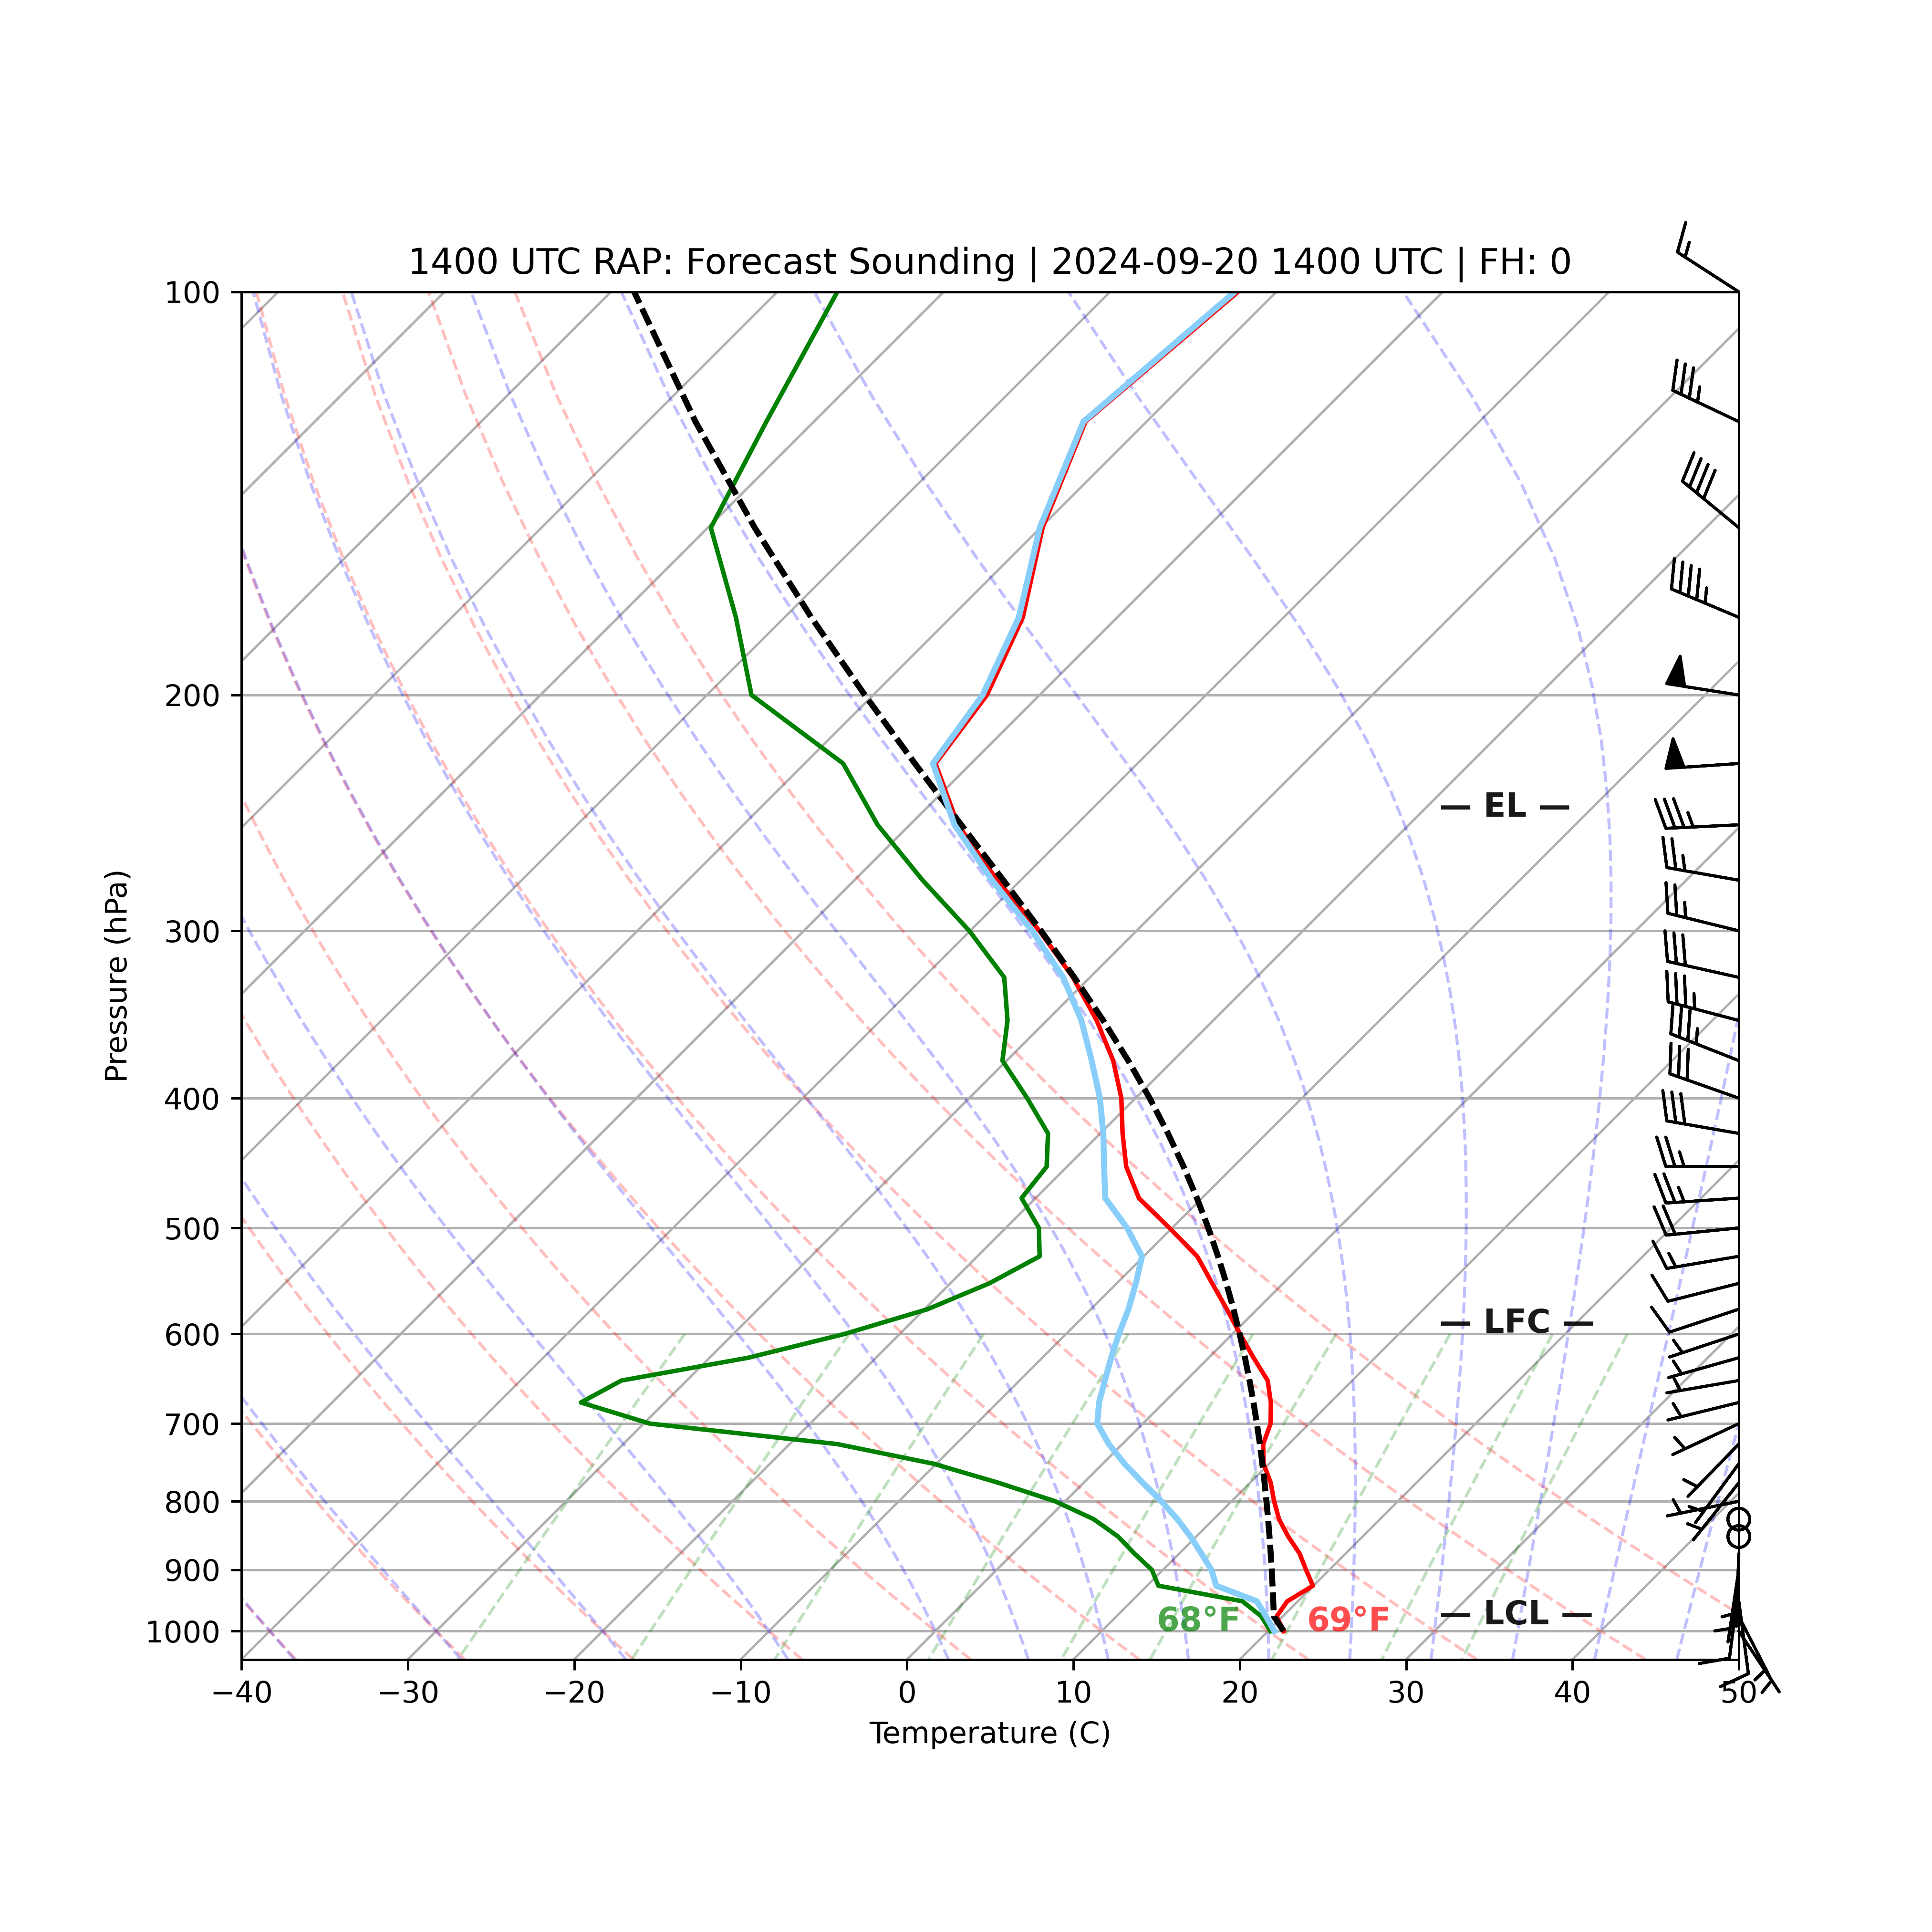 1400 UTC RAP: Forecast Sounding | 2024-09-20 1400 UTC | FH: 0
100
200
300
400
500
600
700
800
900
1000
Pressure (hPa)
— EL —
— LFC —
— LCL —
68°F
69°F
−40
−30
−20
−10
0
10
20
30
40
50
Temperature (C)